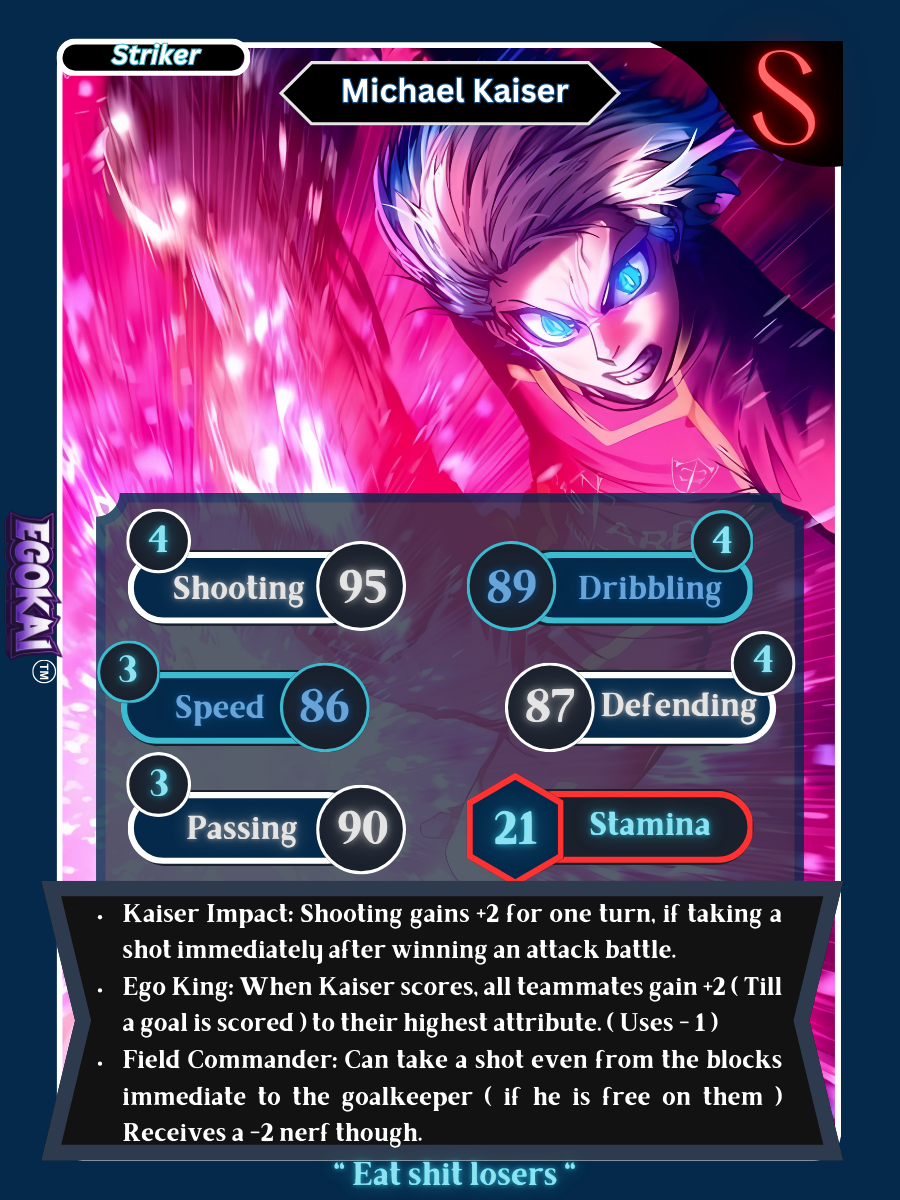 Striker
Michael Kaiser
S
EGOKAI
TM
4
Shooting 95
4
89 Dribbling
3
Speed 86
4
87 Defending
3
Passing 90
21 Stamina
• Kaiser Impact: Shooting gains +2 for one turn, if taking a
shot immediately after winning an attack battle.
• Ego King: When Kaiser scores, all teammates gain +2 ( Till
a goal is scored ) to their highest attribute. ( Uses - 1 )
• Field Commander: Can take a shot even from the blocks
immediate to the goalkeeper ( if he is free on them )
Receives a -2 nerf though.
“ Eat shit losers “